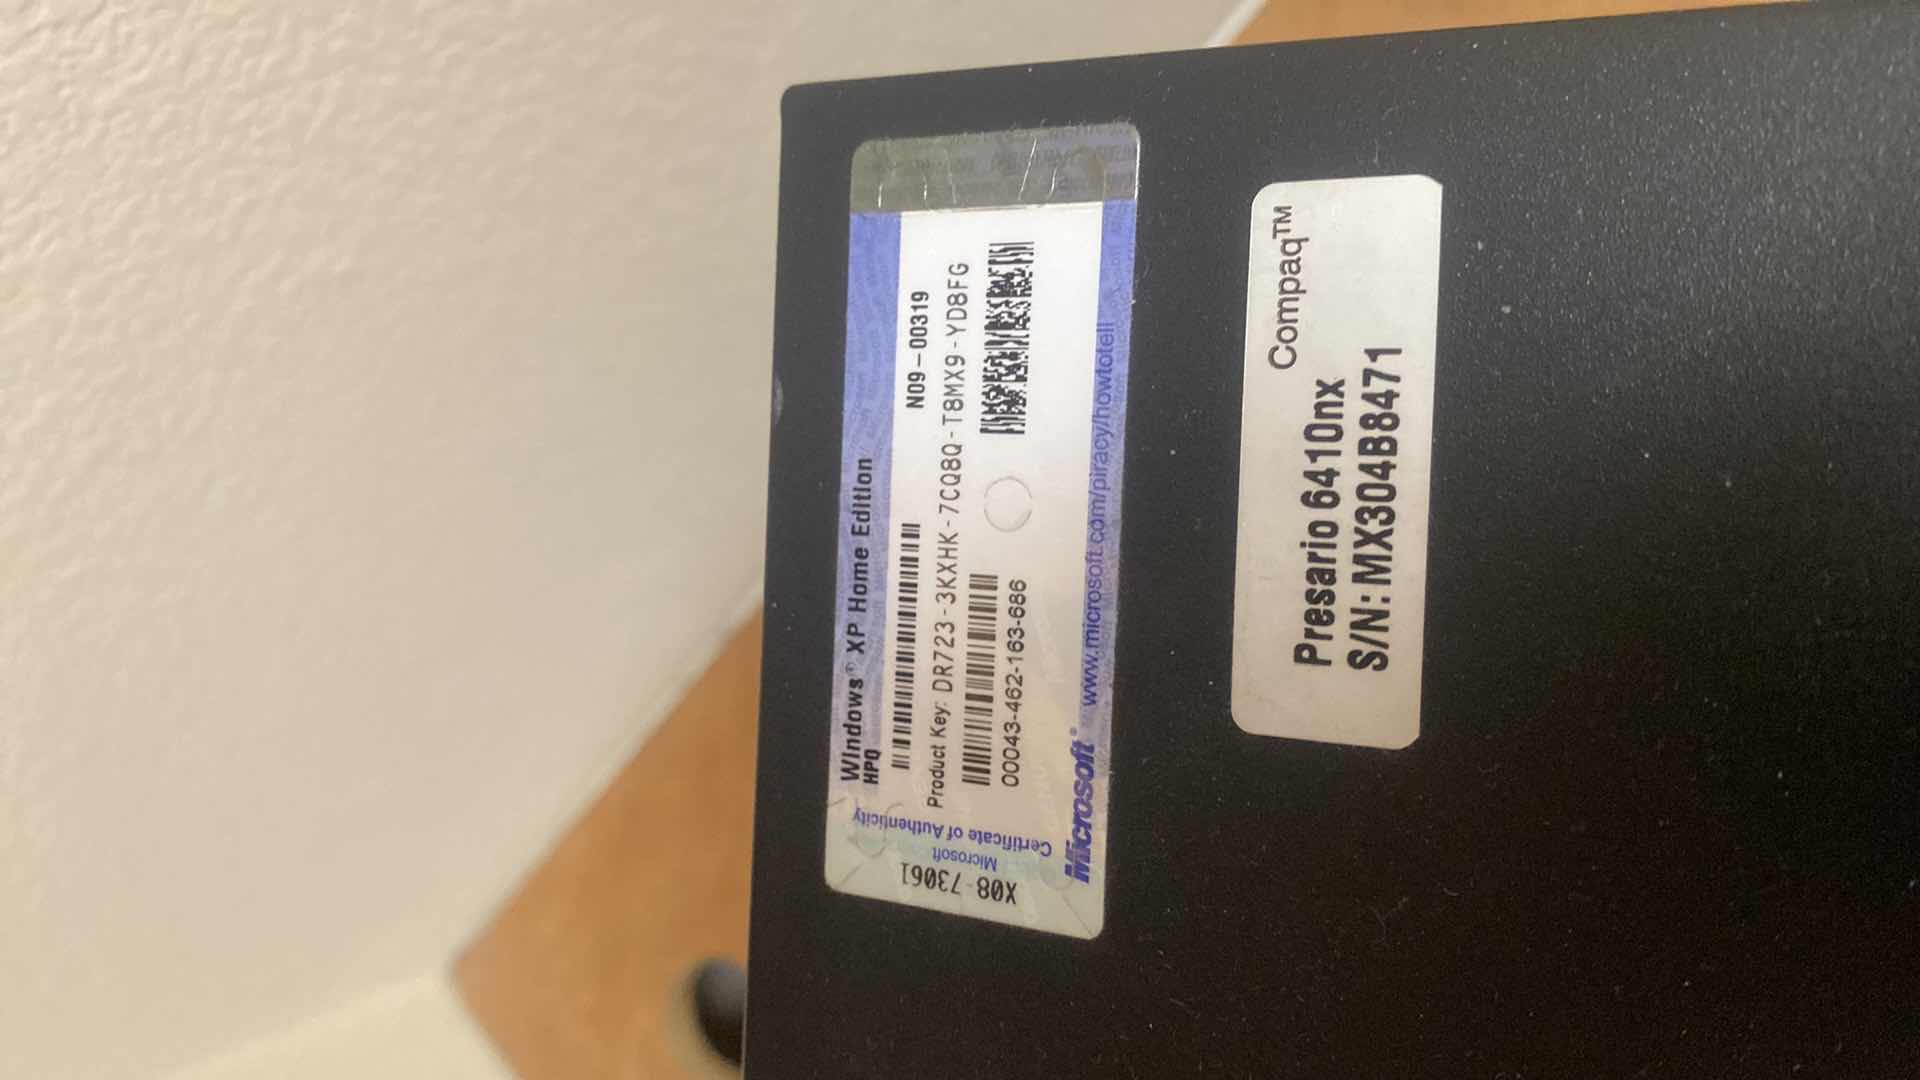 Windows® XP Home Edition
HPQ
N09-00319
Product Key: DR723-3KXHK-7CQ8Q-T8MX9-YD8FG
00043-462-163-686
Microsoft® www.microsoft.com/piracy/howtotell
X08-73061
Microsoft
Certificate of Authenticity
Compaq™
Presario 6410nx
S/N: MX304B8471